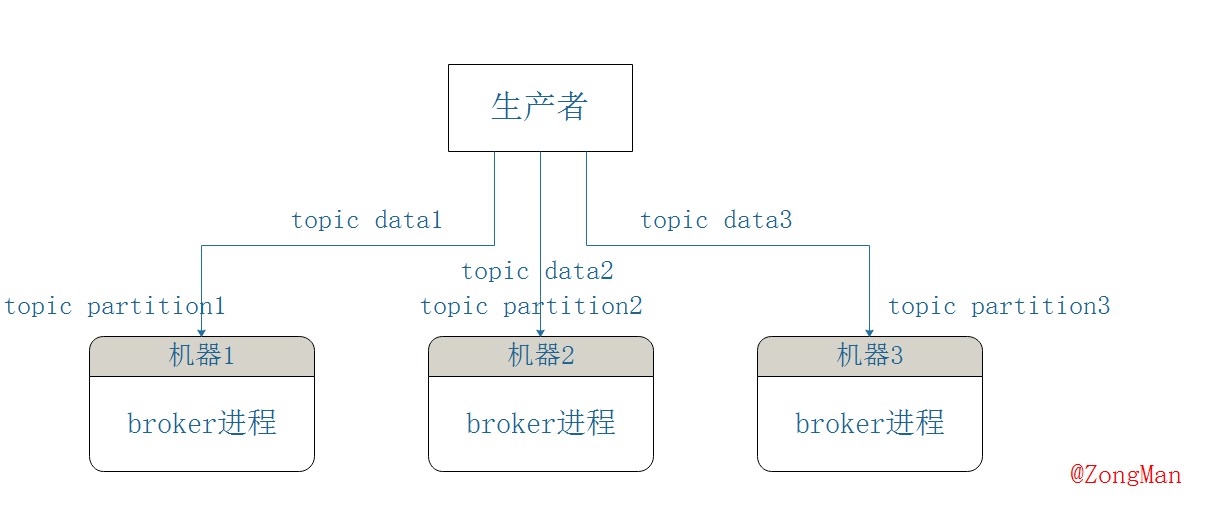 生产者
topic data1
topic data3
topic data2
topic partition1
topic partition2
topic partition3
机器1
机器2
机器3
broker进程
broker进程
broker进程
@ZongMan